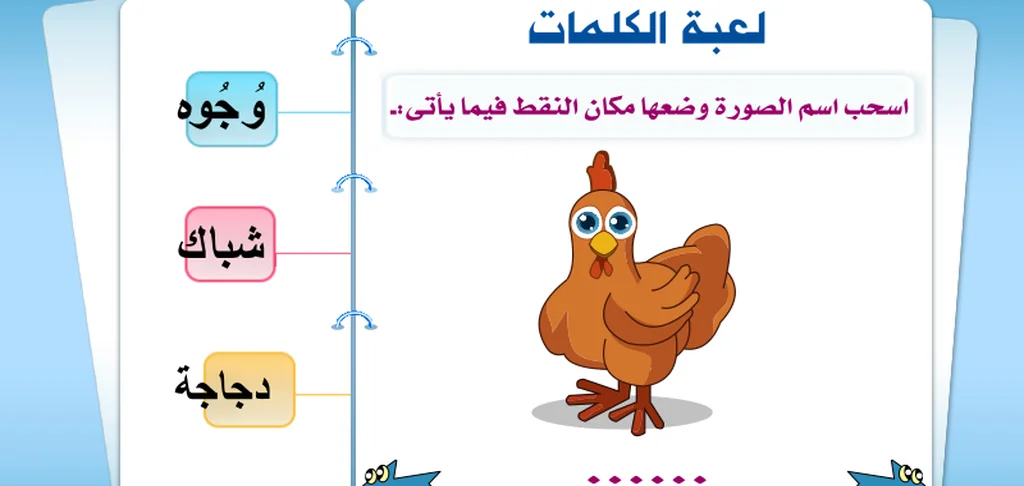 لعبة الكلمات
اسحب اسم الصورة وضعها مكان النقط فيما يأتى :ـ
وُجُوه
شباك
دجاجة